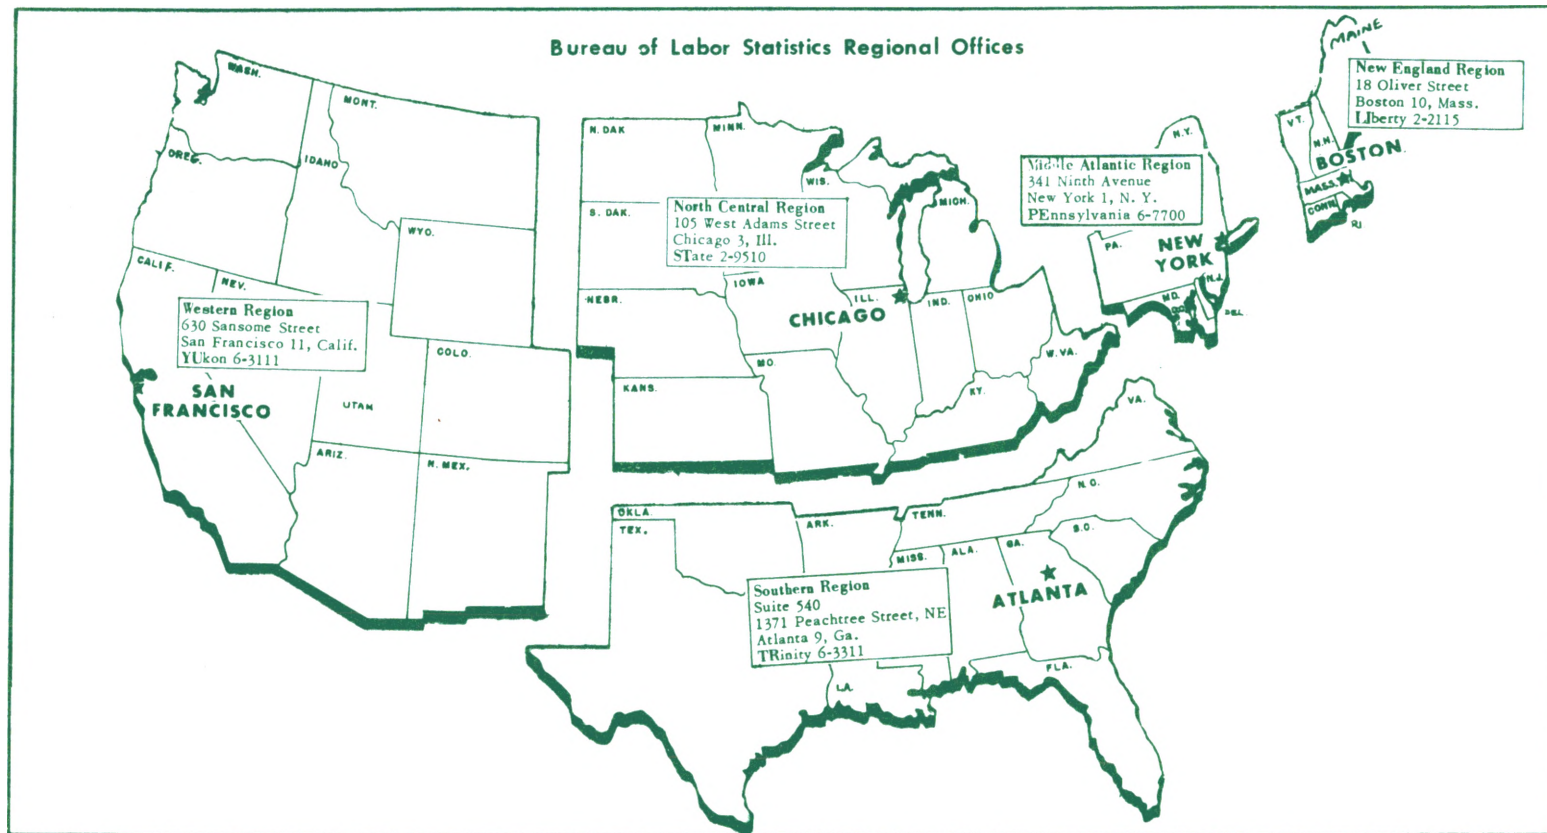 Bureau of Labor Statistics Regional Offices
MAINE
New England Region
18 Oliver Street
Boston 10, Mass.
LIberty 2-2115
VT.
N.H.
BOSTON
MASS.
CONN.
RI
N.Y.
Middle Atlantic Region
341 Ninth Avenue
New York 1, N. Y.
PEnnsylvania 6-7700
PA.
NEW
YORK
N.J.
MD.
DEL.
WASH.
MONT.
OREG.
IDAHO
WYO.
CALIF.
NEV.
Western Region
630 Sansome Street
San Francisco 11, Calif.
YUkon 6-3111
SAN
FRANCISCO
UTAH
COLO.
ARIZ.
N. MEX.
N. DAK
MINN.
WIS.
MICH.
S. DAK.
North Central Region
105 West Adams Street
Chicago 3, Ill.
STate 2-9510
IOWA
NEBR.
ILL.
IND.
OHIO
CHICAGO
MO.
KANS.
KY.
W. VA.
VA.
OKLA.
TEX.
ARK.
TENN.
N. C.
S.C.
MISS.
ALA.
GA.
Southern Region
Suite 540
1371 Peachtree Street, NE
Atlanta 9, Ga.
TRinity 6-3311
ATLANTA
LA.
FLA.